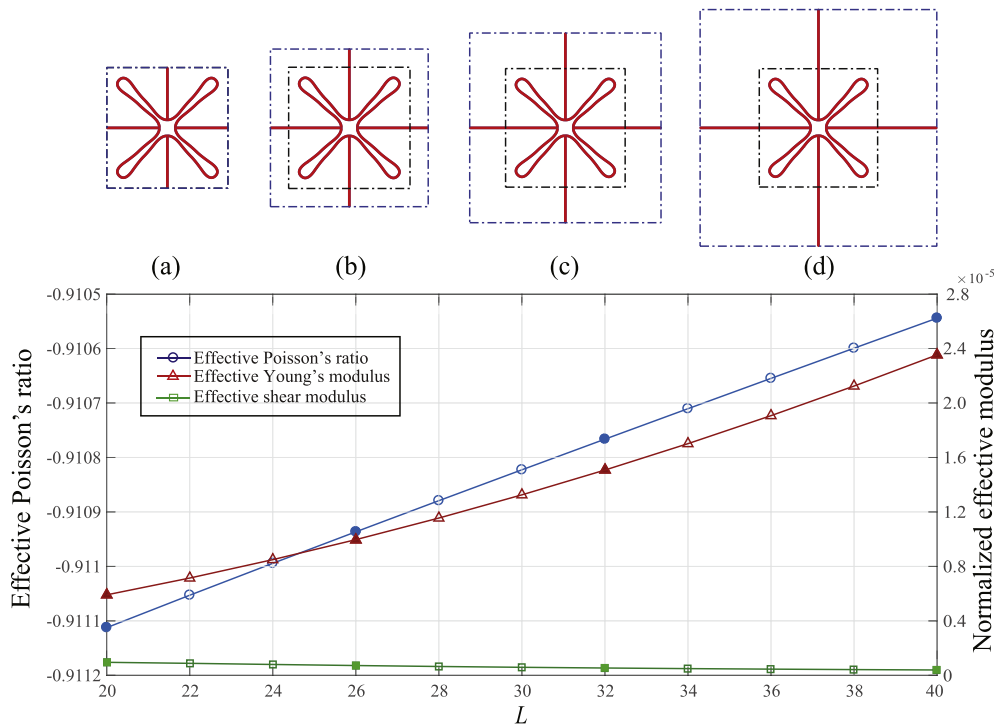 (a) (b) (c) (d)
×10⁻⁵
-0.9105
-0.9106
-0.9107
-0.9108
-0.9109
-0.911
-0.9111
-0.9112
Effective Poisson's ratio
Effective Poisson's ratio
Effective Young's modulus
Effective shear modulus
2.8
2.4
2.0
1.6
1.2
0.8
0.4
0
Normalized effective modulus
20 22 24 26 28 30 32 34 36 38 40
L